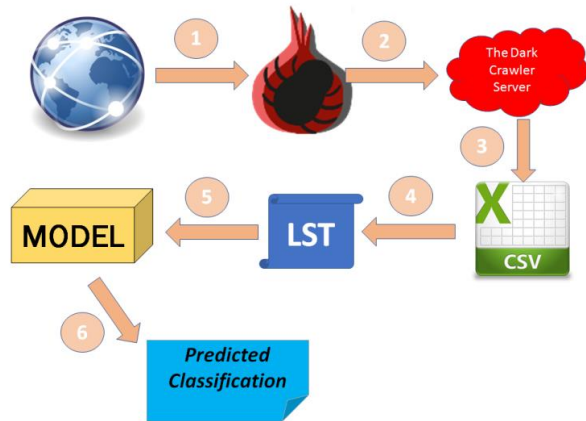 1
2
The Dark
Crawler
Server
3
X
CSV
4
LST
5
MODEL
6
Predicted
Classification